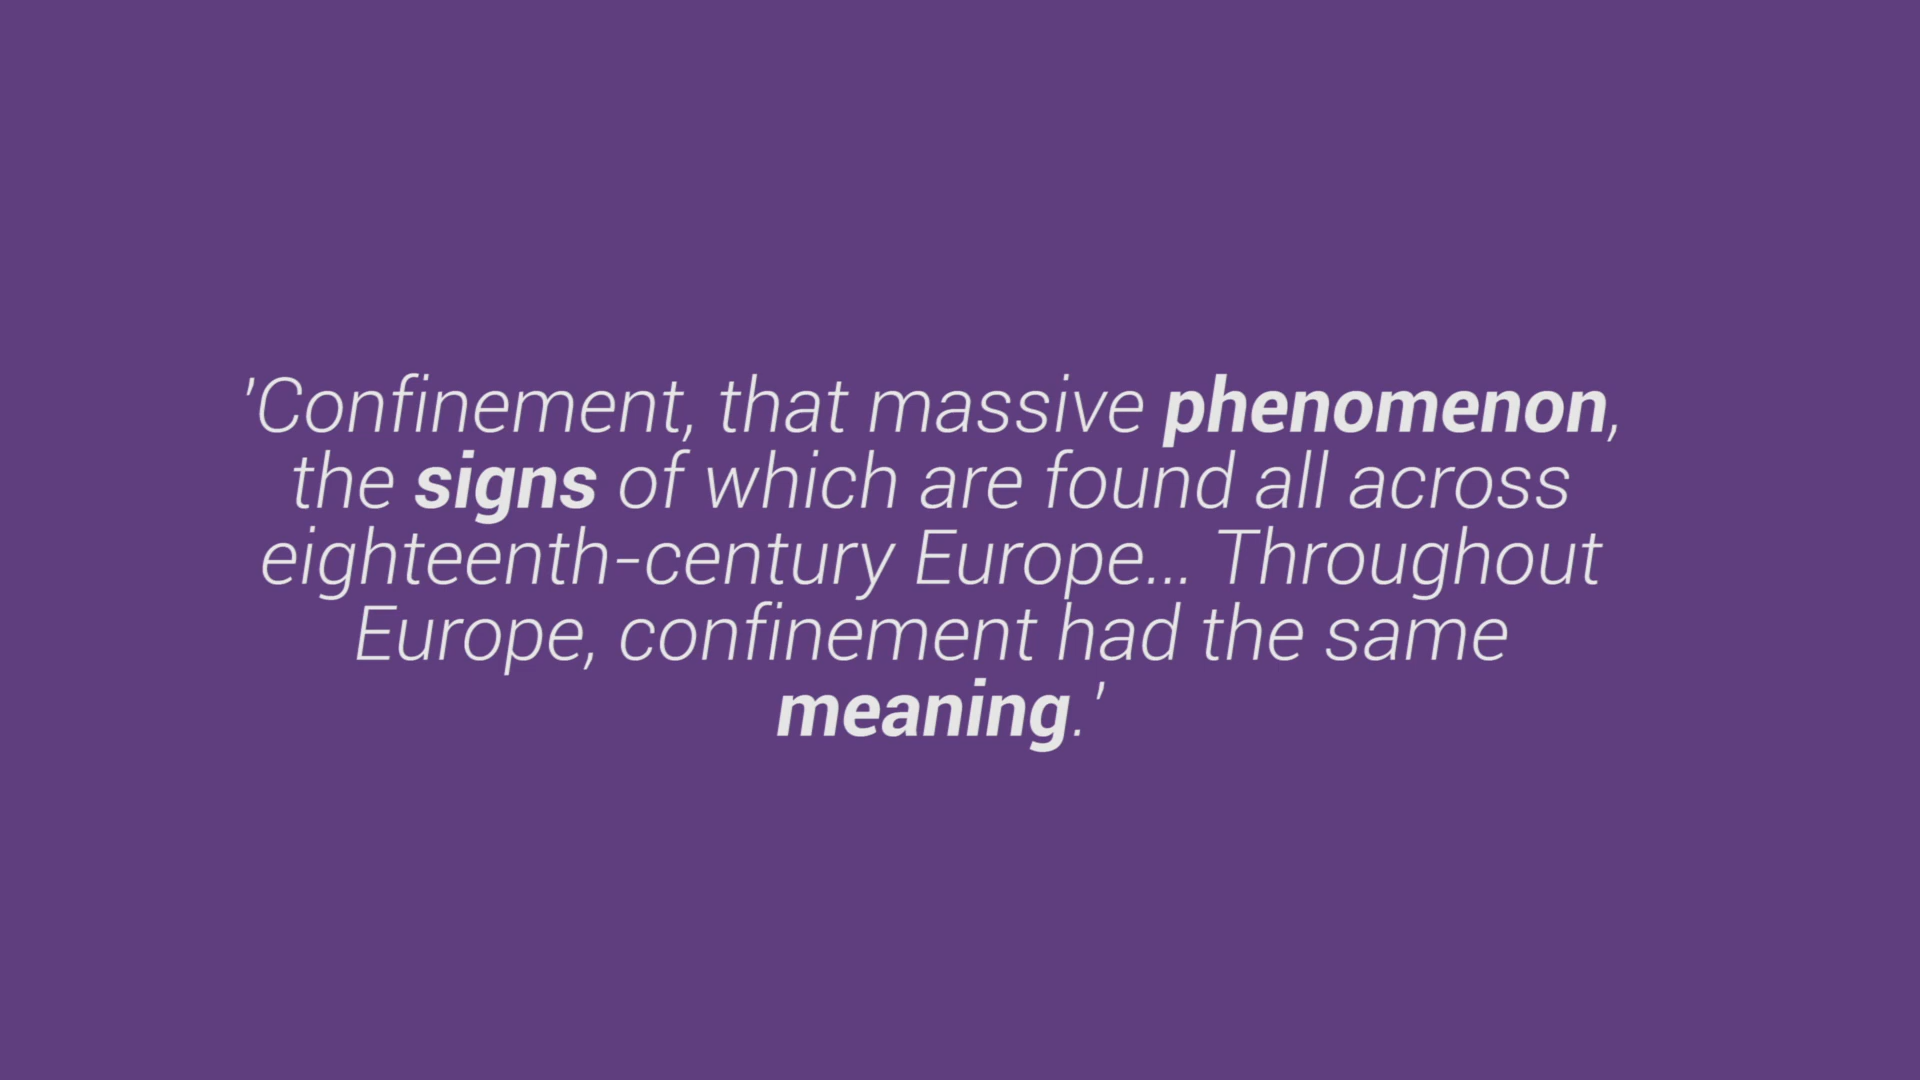 'Confinement, that massive phenomenon,
the signs of which are found all across
eighteenth-century Europe... Throughout
Europe, confinement had the same
meaning.'